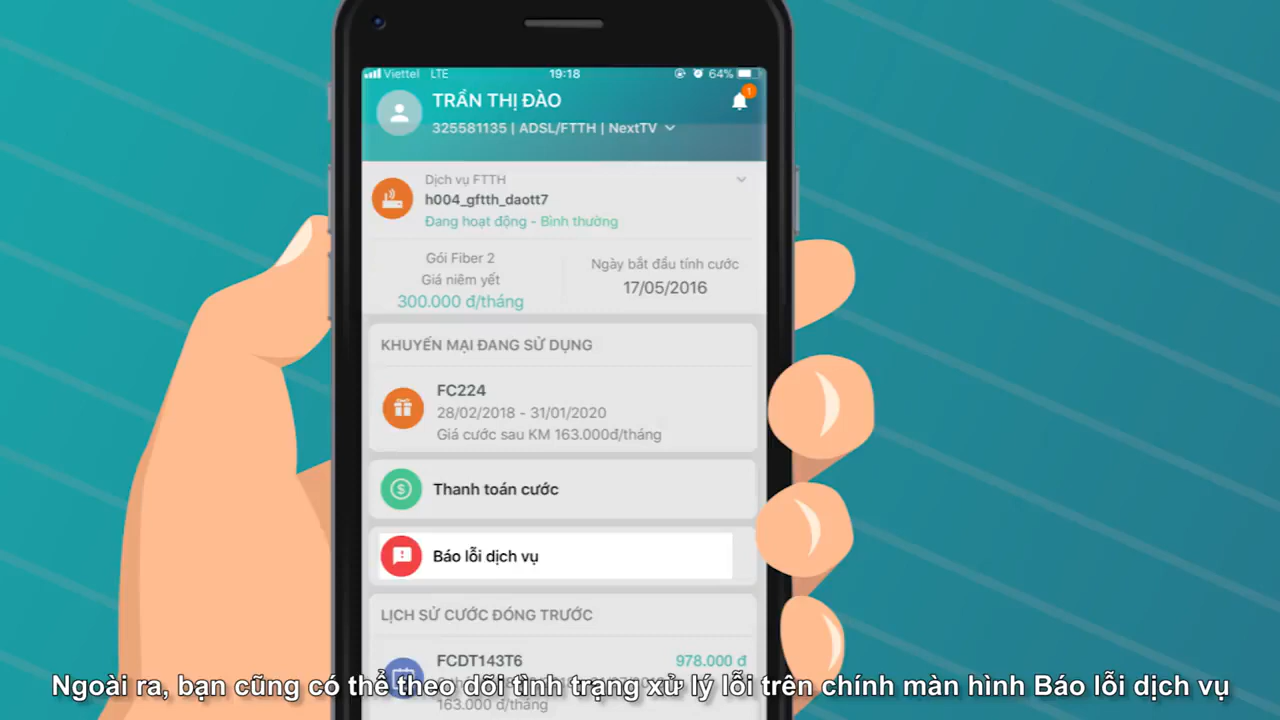 Viettel LTE 19:18 64%
TRẦN THỊ ĐÀO
1
325581135 | ADSL/FTTH | NextTV
Dịch vụ FTTH
h004_gftth_daott7
Đang hoạt động - Bình thường
Gói Fiber 2
Giá niêm yết
300.000 đ/tháng
Ngày bắt đầu tính cước
17/05/2016
KHUYẾN MẠI ĐANG SỬ DỤNG
FC224
28/02/2018 - 31/01/2020
Giá cước sau KM 163.000đ/tháng
Thanh toán cước
Báo lỗi dịch vụ
LỊCH SỬ CƯỚC ĐÓNG TRƯỚC
FCDT143T6
978.000 đ
163.000 đ/tháng
Ngoài ra, bạn cũng có thể theo dõi tình trạng xử lý lỗi trên chính màn hình Báo lỗi dịch vụ